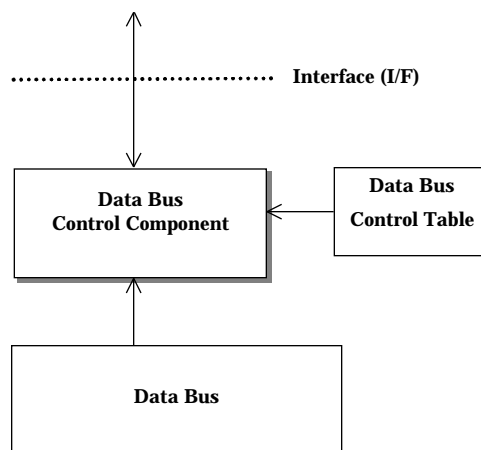 Interface (I/F)
Data Bus
Control Component
Data Bus
Control Table
Data Bus